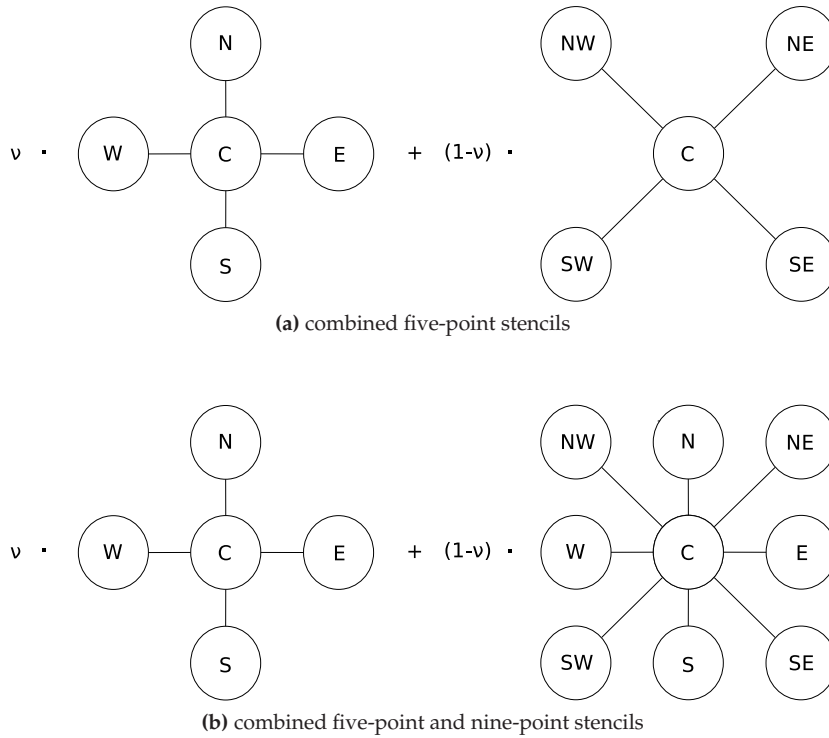 N NW NE
ν · W C E + (1-ν) · C
S SW SE
(a) combined five-point stencils
N NW N NE
ν · W C E + (1-ν) · W C E
S SW S SE
(b) combined five-point and nine-point stencils